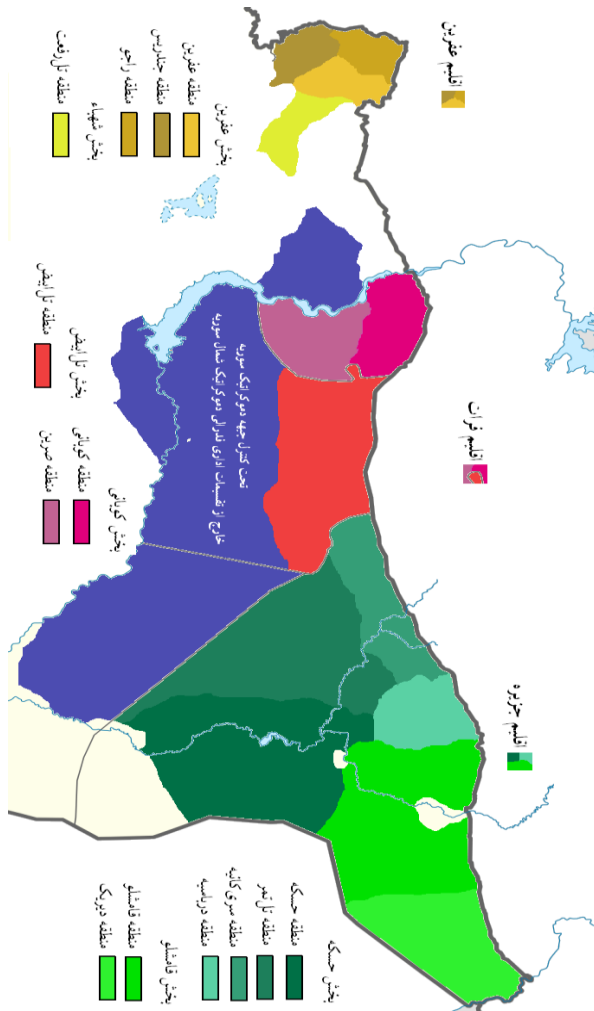 اقلیم عفرین
اقلیم فرات
اقلیم جزیره
تحت کنترل جبهه دموکراتیک سوریه
خارج از تقسیمات اداری فدرالی دموکراتیک شمال سوریه
بخش عفرین
منطقه عفرین
منطقه جندریس
منطقه راجو
بخش شهباء
منطقه تل رفعت
بخش تل ابیض
منطقه تل ابیض
بخش کوبانی
منطقه کوبانی
منطقه صرین
بخش حسکه
منطقه حسکه
منطقه تل تمر
منطقه سری کانیه
منطقه درباسیه
بخش قامشلو
منطقه قامشلو
منطقه دیریک